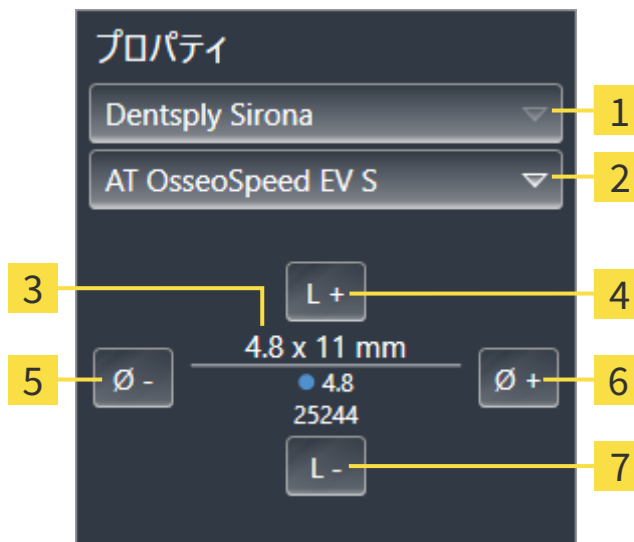 プロパティ
Dentsply Sirona
1
AT OsseoSpeed EV S
2
3
L +
4
4.8 x 11 mm
5
Ø -
4.8
Ø +
6
25244
L -
7